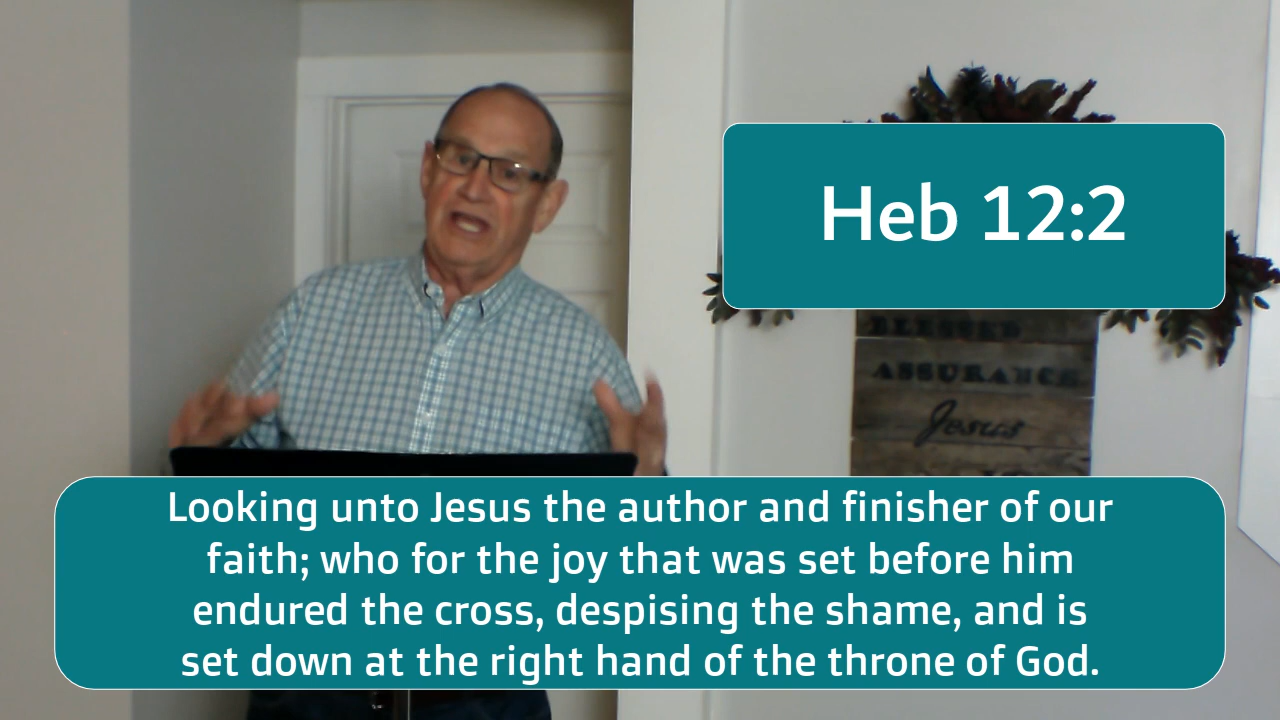 Heb 12:2
BLESSED
ASSURANCE
Jesus
Looking unto Jesus the author and finisher of our
faith; who for the joy that was set before him
endured the cross, despising the shame, and is
set down at the right hand of the throne of God.